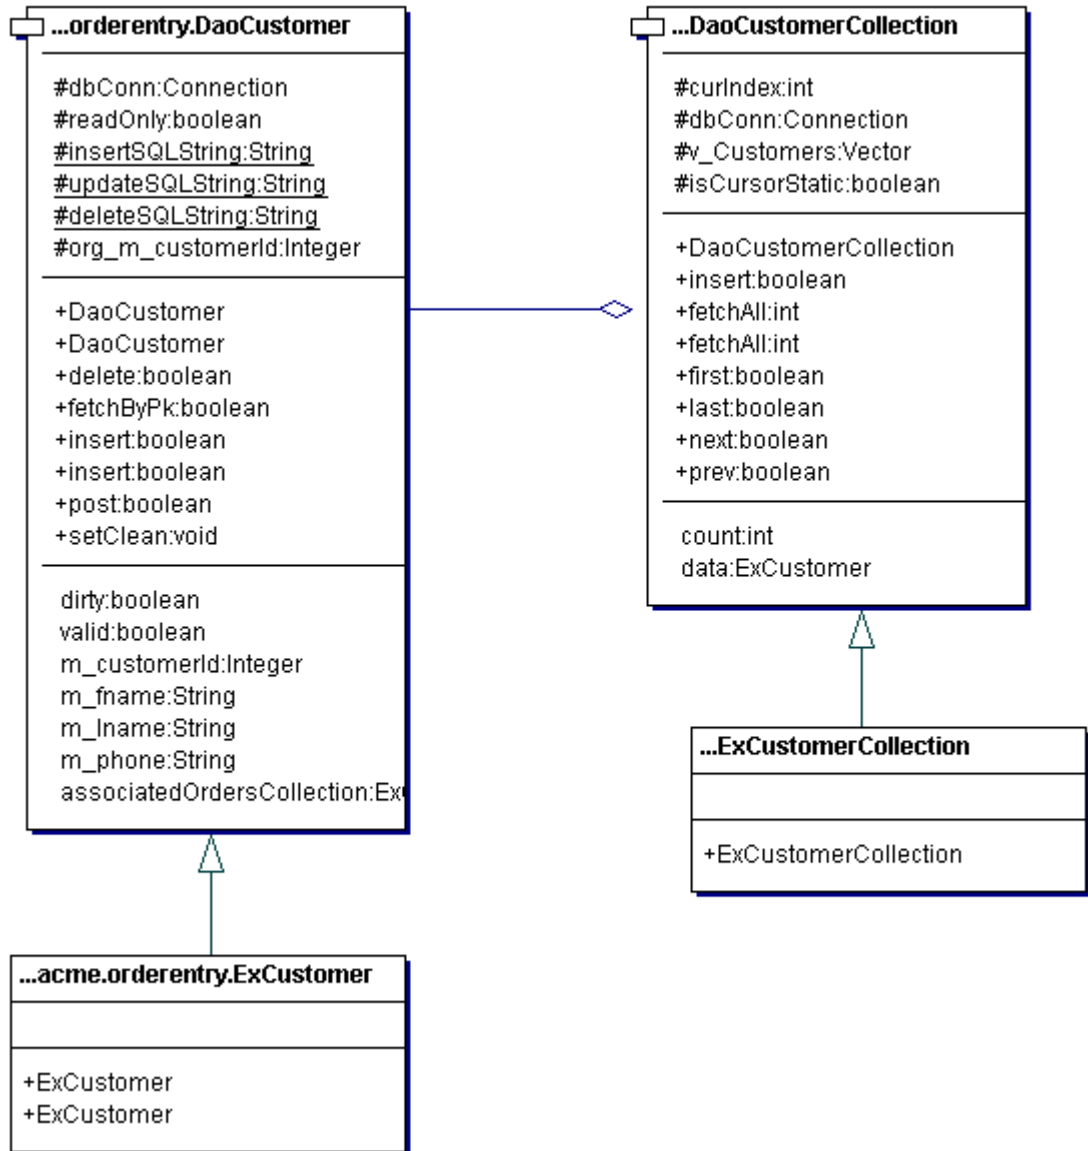 ...orderentry.DaoCustomer
#dbConn:Connection
#readOnly:boolean
#insertSQLString:String
#updateSQLString:String
#deleteSQLString:String
#org_m_customerId:Integer
+DaoCustomer
+DaoCustomer
+delete:boolean
+fetchByPk:boolean
+insert:boolean
+insert:boolean
+post:boolean
+setClean:void
dirty:boolean
valid:boolean
m_customerId:Integer
m_fname:String
m_lname:String
m_phone:String
associatedOrdersCollection:Ex
...DaoCustomerCollection
#curIndex:int
#dbConn:Connection
#v_Customers:Vector
#isCursorStatic:boolean
+DaoCustomerCollection
+insert:boolean
+fetchAll:int
+fetchAll:int
+first:boolean
+last:boolean
+next:boolean
+prev:boolean
count:int
data:ExCustomer
...ExCustomerCollection
+ExCustomerCollection
...acme.orderentry.ExCustomer
+ExCustomer
+ExCustomer